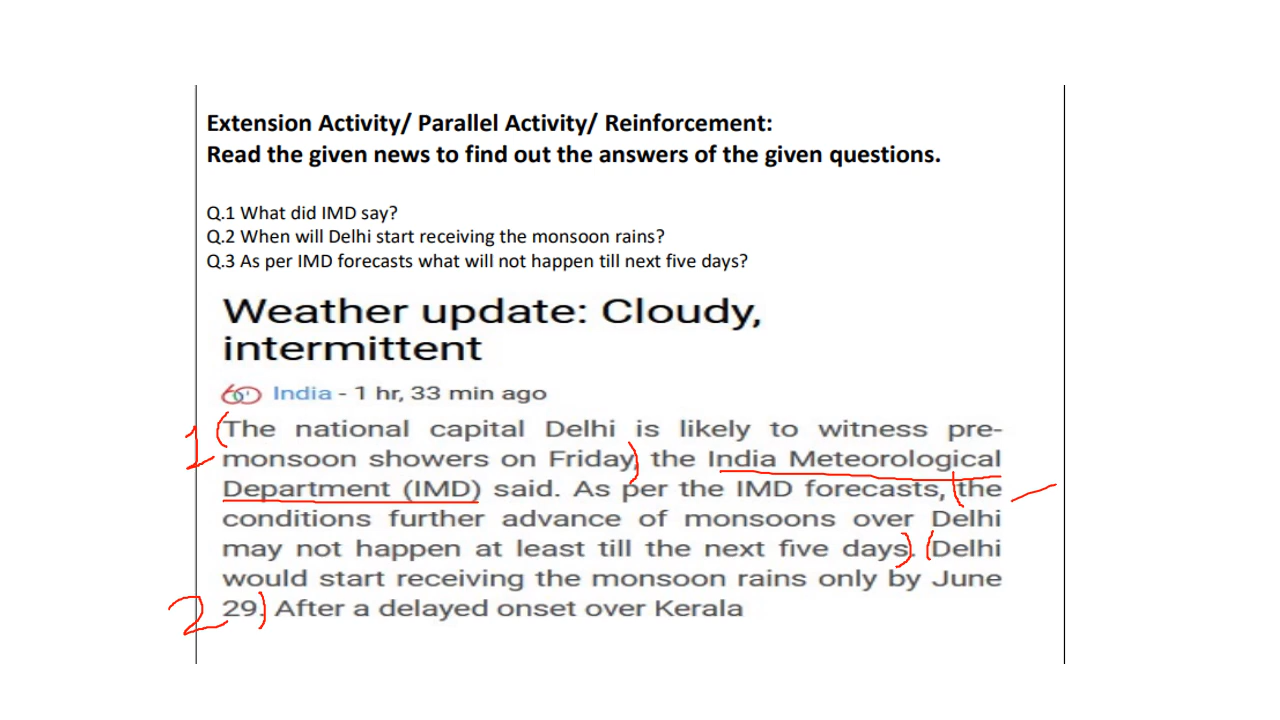 Extension Activity/ Parallel Activity/ Reinforcement:
Read the given news to find out the answers of the given questions.
Q.1 What did IMD say?
Q.2 When will Delhi start receiving the monsoon rains?
Q.3 As per IMD forecasts what will not happen till next five days?
Weather update: Cloudy,
intermittent
India - 1 hr, 33 min ago
1 (The national capital Delhi is likely to witness pre-
monsoon showers on Friday,) the India Meteorological
Department (IMD) said. As per the IMD forecasts, (the
conditions further advance of monsoons over Delhi
may not happen at least till the next five days). (Delhi
would start receiving the monsoon rains only by June
2 29.) After a delayed onset over Kerala